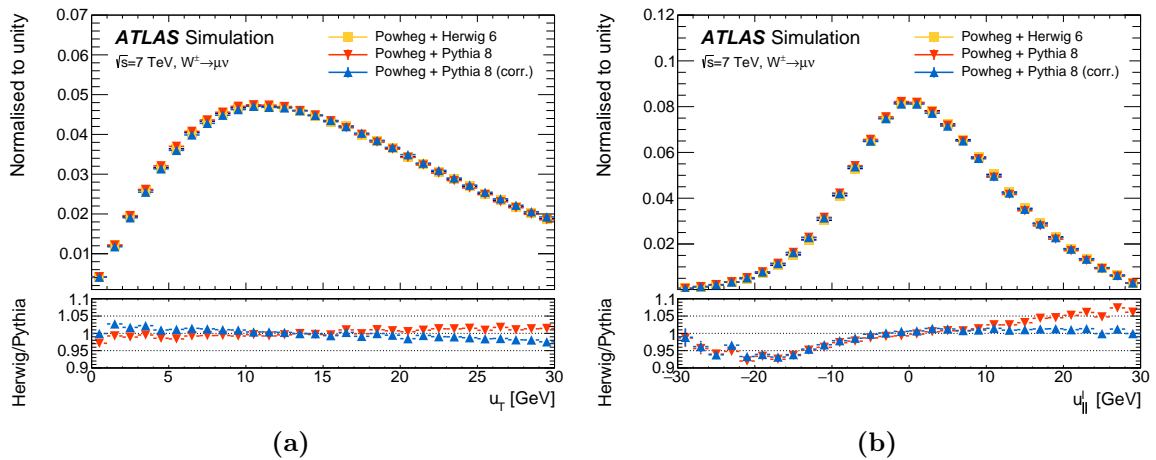 ATLAS Simulation
√s=7 TeV, W±→μν
Powheg + Herwig 6
Powheg + Pythia 8
Powheg + Pythia 8 (corr.)
Normalised to unity
0.07
0.06
0.05
0.04
0.03
0.02
0.01
Herwig/Pythia
1.1
1.05
1
0.95
0.9
0 5 10 15 20 25 30
u_T [GeV]
(a)
ATLAS Simulation
√s=7 TeV, W±→μν
Powheg + Herwig 6
Powheg + Pythia 8
Powheg + Pythia 8 (corr.)
Normalised to unity
0.12
0.1
0.08
0.06
0.04
0.02
Herwig/Pythia
1.1
1.05
1
0.95
0.9
−30 −20 −10 0 10 20 30
u_∥^l [GeV]
(b)